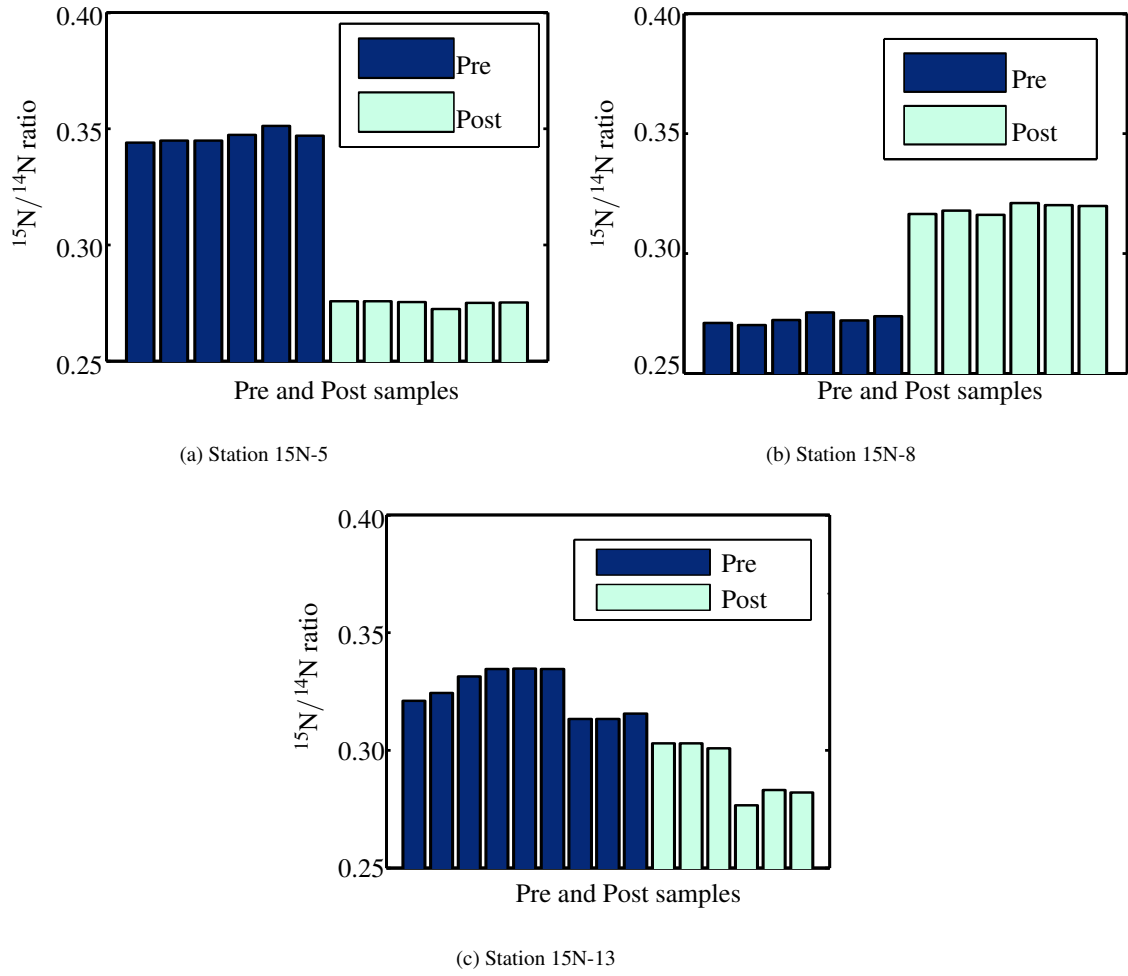 0.40
0.35
0.30
0.25
¹⁵N/¹⁴N ratio
Pre
Post
Pre and Post samples
(a) Station 15N-5
0.40
0.35
0.30
0.25
¹⁵N/¹⁴N ratio
Pre
Post
Pre and Post samples
(b) Station 15N-8
0.40
0.35
0.30
0.25
¹⁵N/¹⁴N ratio
Pre
Post
Pre and Post samples
(c) Station 15N-13